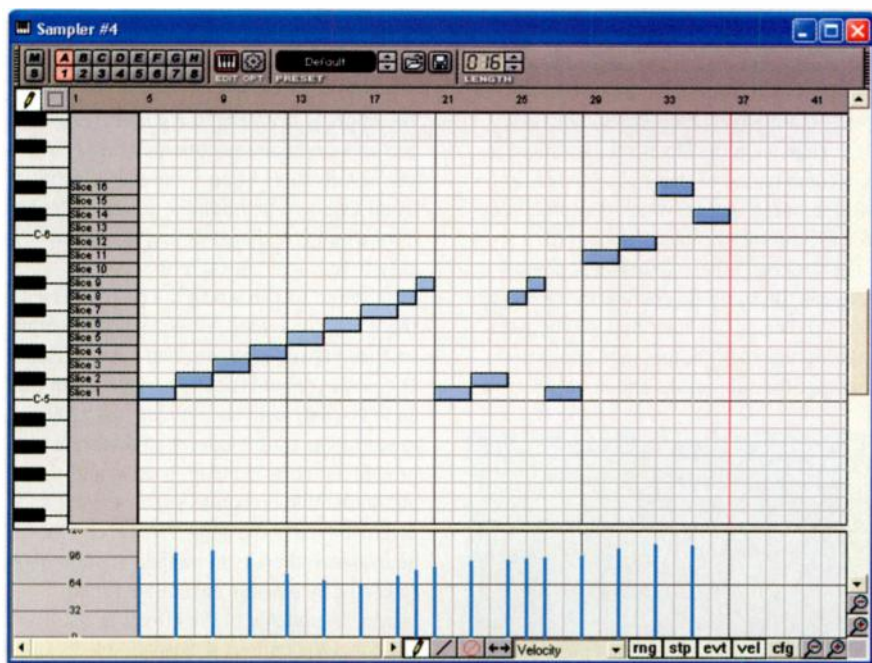 Sampler #4
M A B C D E F G H Default 016
S 1 2 3 4 5 6 7 8 EDIT OPT PRESET LENGTH
1 5 9 13 17 21 25 29 33 37 41
Slice 16
Slice 15
Slice 14
Slice 13
C-6
Slice 12
Slice 11
Slice 10
Slice 9
Slice 8
Slice 7
Slice 6
Slice 5
Slice 4
Slice 3
Slice 2
Slice 1
C-5
96
64
32
Velocity rng stp evt vel cfg